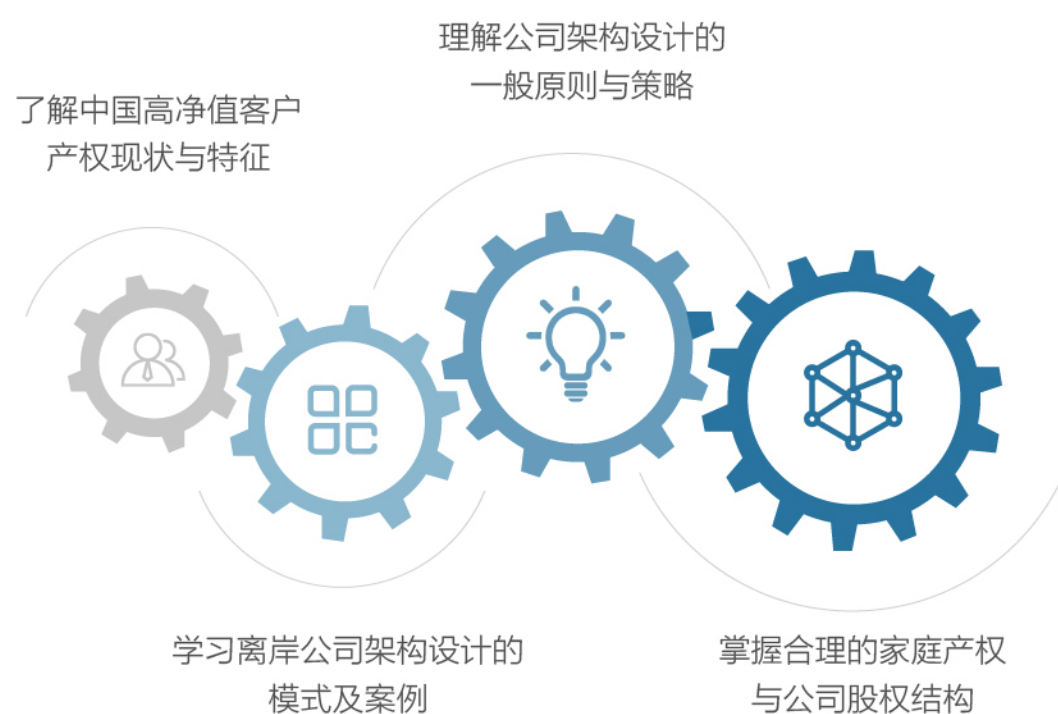 了解中国高净值客户
产权现状与特征
学习离岸公司架构设计的
模式及案例
理解公司架构设计的
一般原则与策略
掌握合理的家庭产权
与公司股权结构